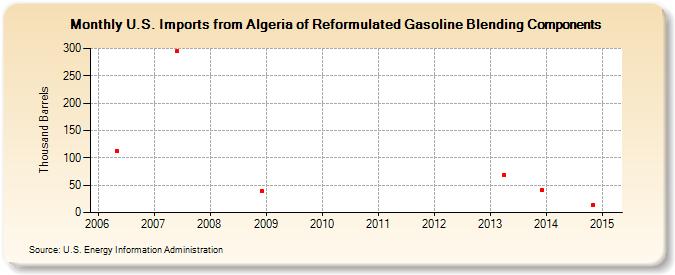 Monthly U.S. Imports from Algeria of Reformulated Gasoline Blending Components
Thousand Barrels
300
250
200
150
100
50
0
2006 2007 2008 2009 2010 2011 2012 2013 2014 2015
Source: U.S. Energy Information Administration